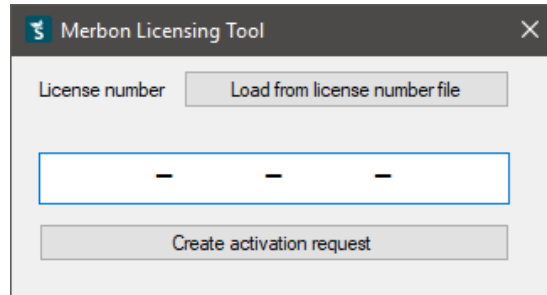 Merbon Licensing Tool
License number Load from license number file
– – –
Create activation request